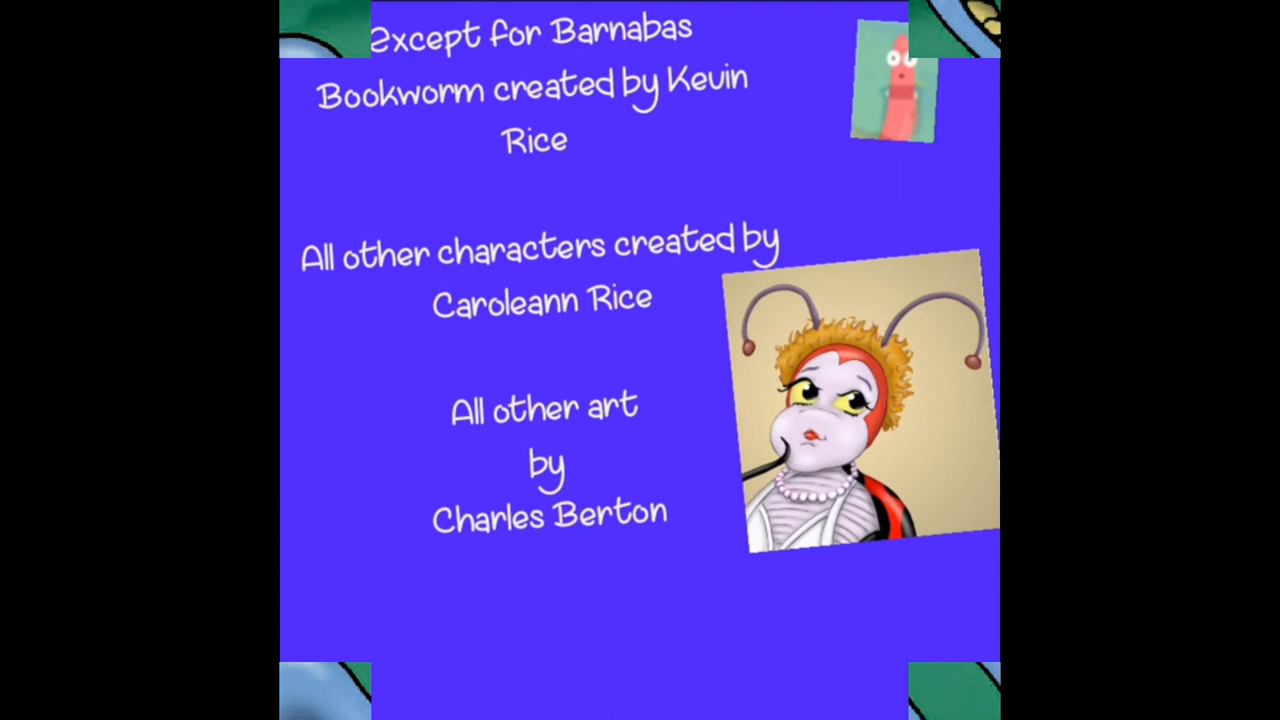 except for Barnabas
Bookworm created by Kevin
Rice
All other characters created by
Caroleann Rice
All other art
by
Charles Berton